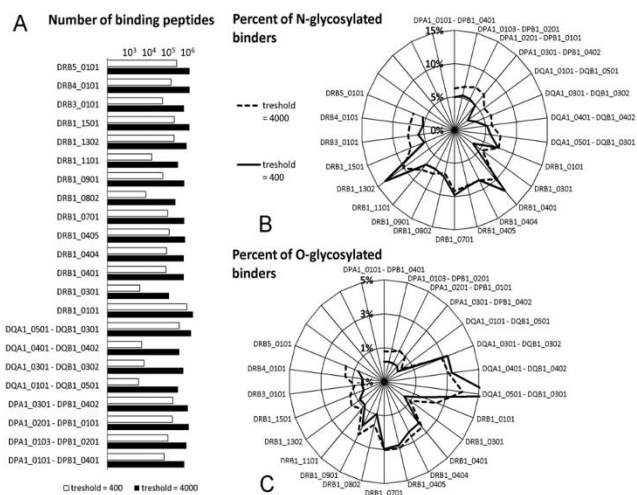 A
Number of binding peptides
10³ 10⁴ 10⁵ 10⁶
DRB5_0101
DRB4_0101
DRB3_0101
DRB1_1501
DRB1_1302
DRB1_1101
DRB1_0901
DRB1_0802
DRB1_0701
DRB1_0405
DRB1_0404
DRB1_0401
DRB1_0301
DRB1_0101
DQA1_0501 - DQB1_0301
DQA1_0401 - DQB1_0402
DQA1_0301 - DQB1_0302
DQA1_0101 - DQB1_0501
DPA1_0301 - DPB1_0402
DPA1_0201 - DPB1_0101
DPA1_0103 - DPB1_0201
DPA1_0101 - DPB1_0401
treshold = 400
treshold = 4000
Percent of N-glycosylated
binders
treshold
= 4000
treshold
= 400
B
15%
10%
5%
0%
DPA1_0101 - DPB1_0401
DPA1_0103 - DPB1_0201
DPA1_0201 - DPB1_0101
DPA1_0301 - DPB1_0402
DQA1_0101 - DQB1_0501
DQA1_0301 - DQB1_0302
DQA1_0401 - DQB1_0402
DQA1_0501 - DQB1_0301
DRB1_0101
DRB1_0301
DRB1_0401
DRB1_0404
DRB1_0405
DRB1_0701
DRB1_0802
DRB1_0901
DRB1_1101
DRB1_1302
DRB1_1501
DRB3_0101
DRB4_0101
DRB5_0101
Percent of O-glycosylated
binders
C
5%
3%
1%
-1%
DPA1_0101 - DPB1_0401
DPA1_0103 - DPB1_0201
DPA1_0201 - DPB1_0101
DPA1_0301 - DPB1_0402
DQA1_0101 - DQB1_0501
DQA1_0301 - DQB1_0302
DQA1_0401 - DQB1_0402
DQA1_0501 - DQB1_0301
DRB1_0101
DRB1_0301
DRB1_0401
DRB1_0404
DRB1_0405
DRB1_0701
DRB1_0802
DRB1_0901
DRB1_1101
DRB1_1302
DRB1_1501
DRB3_0101
DRB4_0101
DRB5_0101